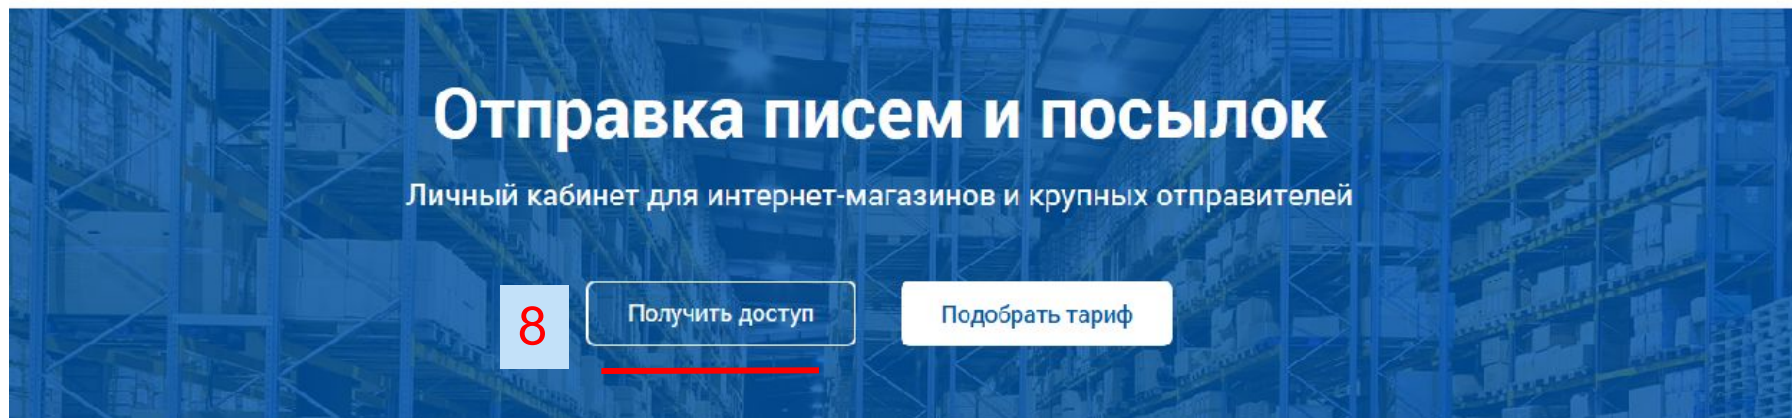 Отправка писем и посылок
Личный кабинет для интернет-магазинов и крупных отправителей
8 Получить доступ Подобрать тариф